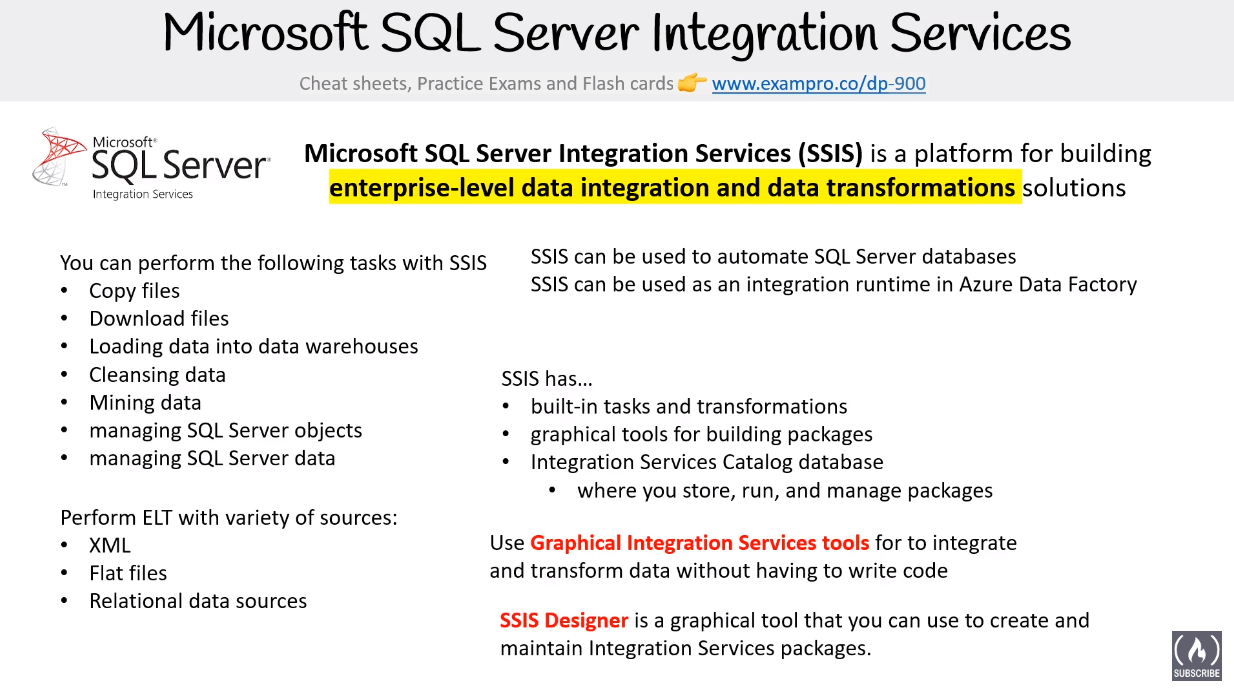 Microsoft SQL Server Integration Services
Cheat sheets, Practice Exams and Flash cards 👉 www.exampro.co/dp-900
Microsoft®
SQL Server®
Integration Services
Microsoft SQL Server Integration Services (SSIS) is a platform for building
enterprise-level data integration and data transformations solutions
You can perform the following tasks with SSIS
• Copy files
• Download files
• Loading data into data warehouses
• Cleansing data
• Mining data
• managing SQL Server objects
• managing SQL Server data
Perform ELT with variety of sources:
• XML
• Flat files
• Relational data sources
SSIS can be used to automate SQL Server databases
SSIS can be used as an integration runtime in Azure Data Factory
SSIS has…
• built-in tasks and transformations
• graphical tools for building packages
• Integration Services Catalog database
• where you store, run, and manage packages
Use Graphical Integration Services tools for to integrate
and transform data without having to write code
SSIS Designer is a graphical tool that you can use to create and
maintain Integration Services packages.
SUBSCRIBE